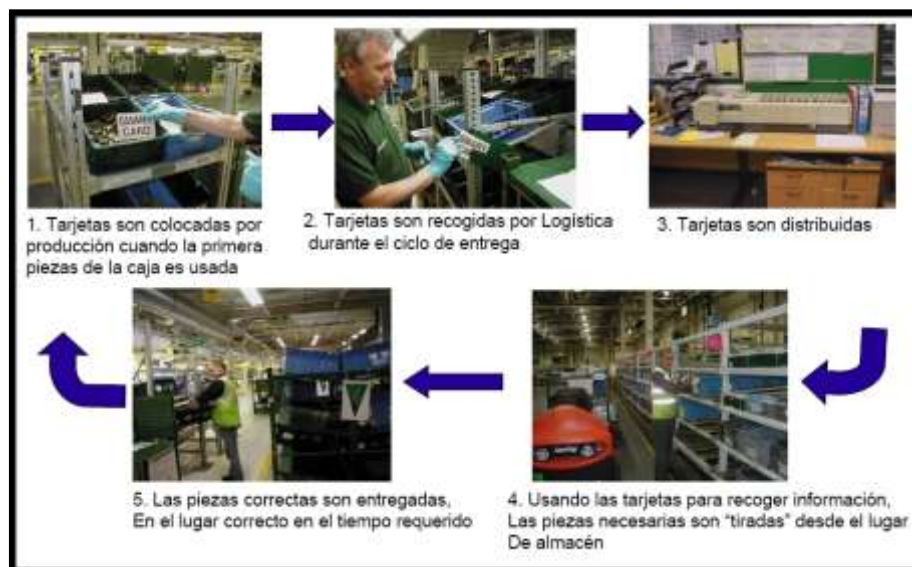 1. Tarjetas son colocadas por
producción cuando la primera
piezas de la caja es usada
2. Tarjetas son recogidas por Logística
durante el ciclo de entrega
3. Tarjetas son distribuidas
5. Las piezas correctas son entregadas,
En el lugar correcto en el tiempo requerido
4. Usando las tarjetas para recoger información,
Las piezas necesarias son “tiradas” desde el lugar
De almacén